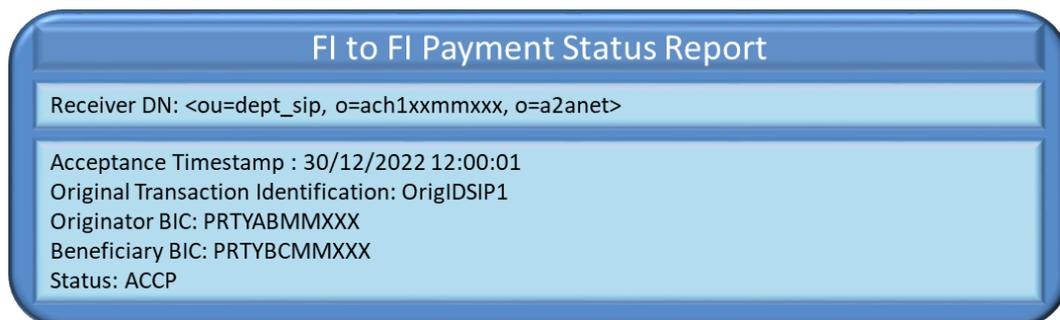 FI to FI Payment Status Report
Receiver DN: <ou=dept_sip, o=ach1xxmmxxx, o=a2anet>
Acceptance Timestamp : 30/12/2022 12:00:01
Original Transaction Identification: OrigIDSIP1
Originator BIC: PRTYABMMXXX
Beneficiary BIC: PRTYBCMMXXX
Status: ACCP